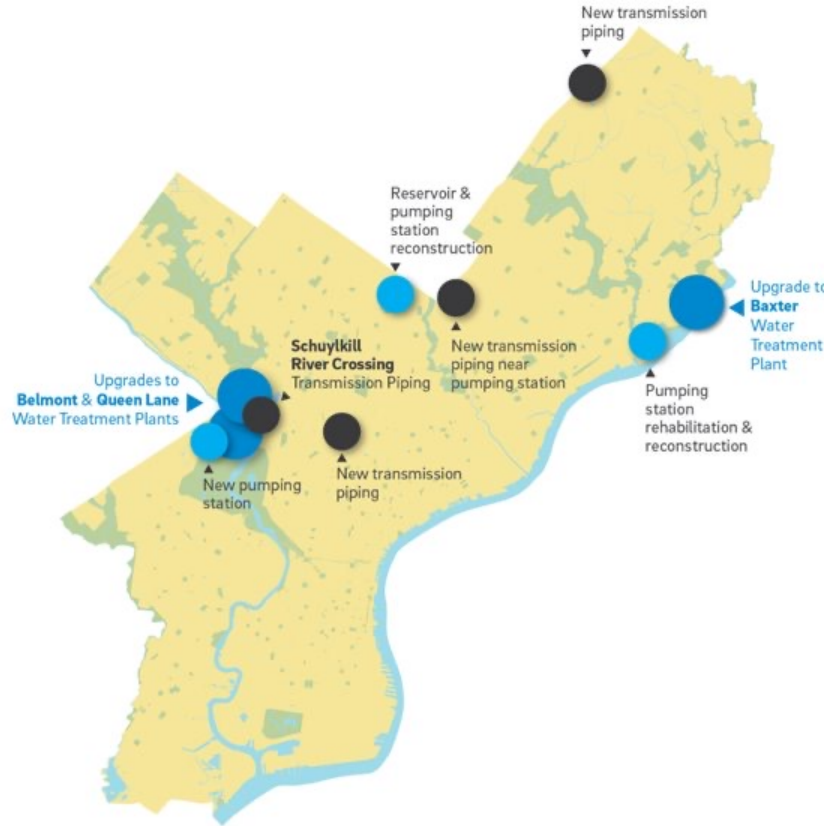 New transmission
piping
Reservoir &
pumping
station
reconstruction
Upgrade to
Baxter
Water
Treatment
Plant
Schuylkill
River Crossing
Transmission Piping
New transmission
piping near
pumping station
Upgrades to
Belmont & Queen Lane
Water Treatment Plants
Pumping
station
rehabilitation &
reconstruction
New transmission
piping
New pumping
station